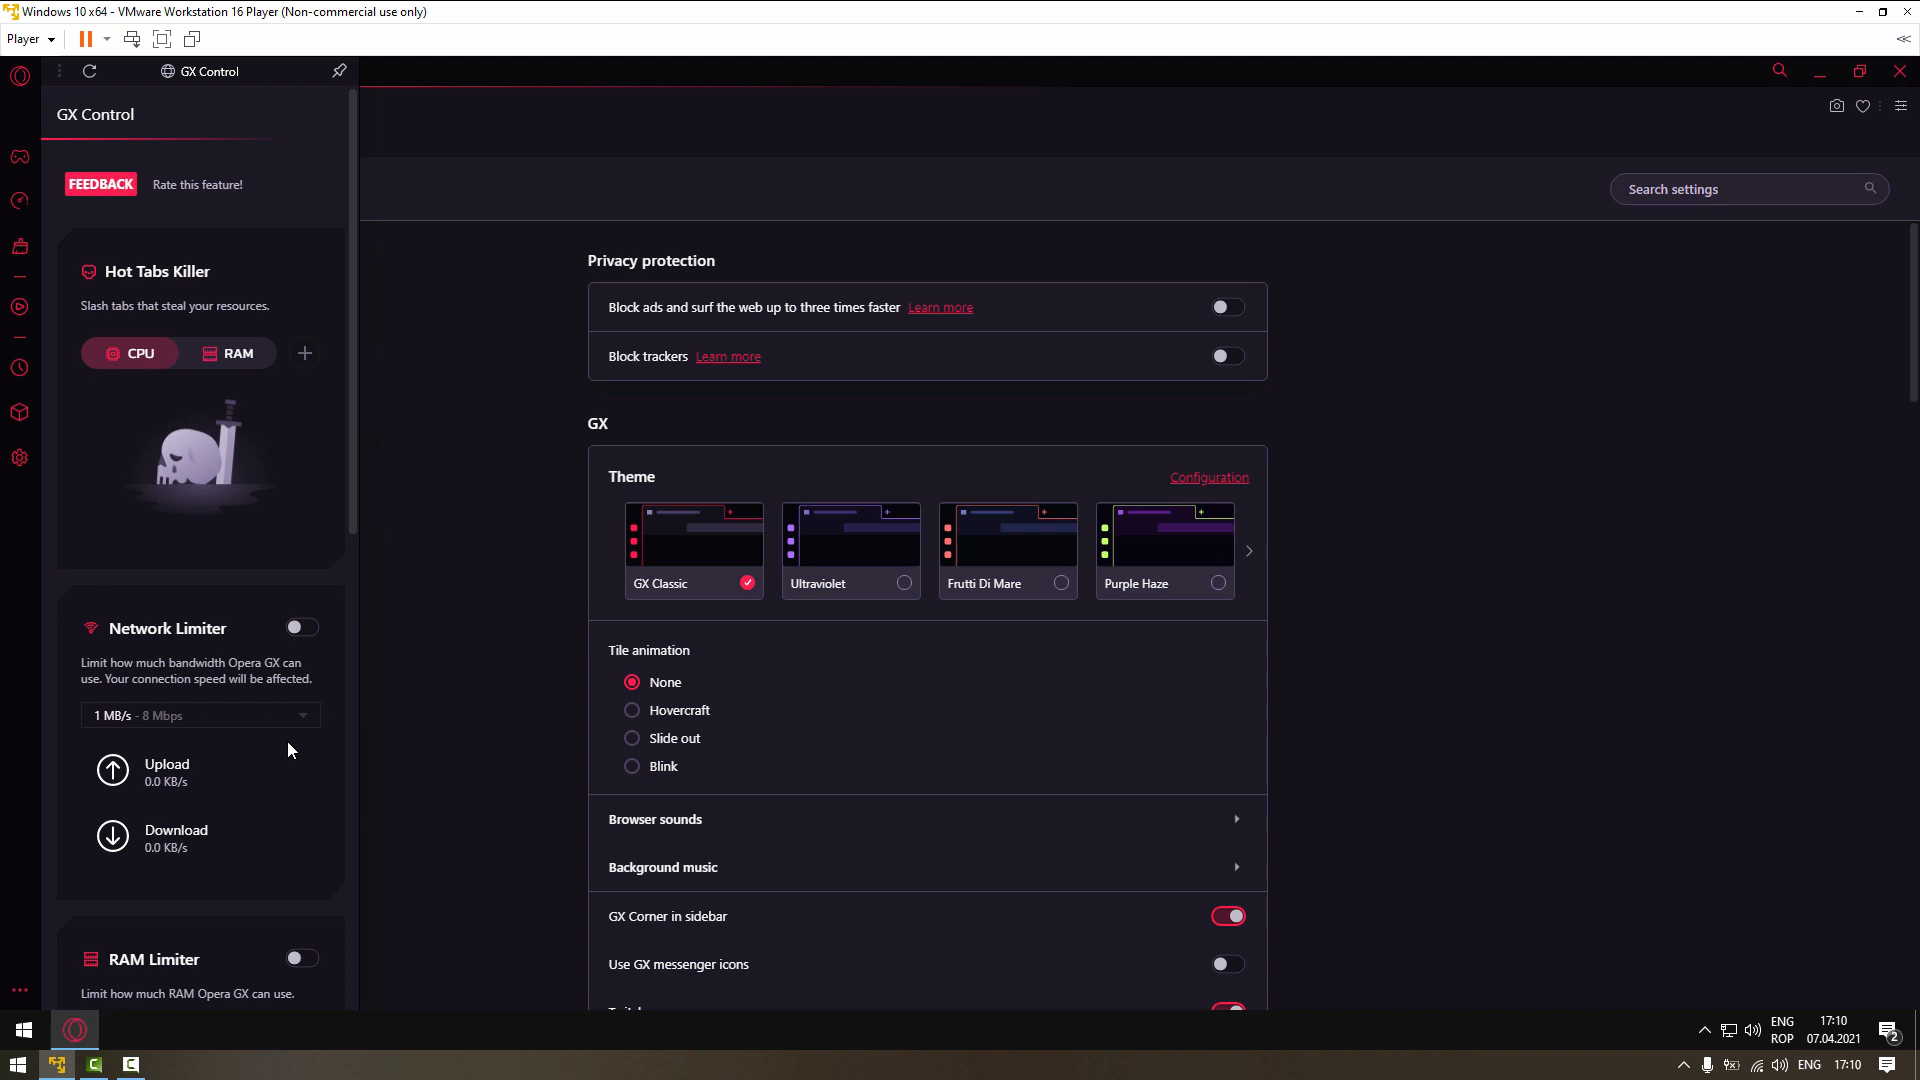 Windows 10 x64 - VMware Workstation 16 Player (Non-commercial use only)
Player
GX Control
GX Control
FEEDBACK Rate this feature!
Hot Tabs Killer
Slash tabs that steal your resources.
CPU RAM
Network Limiter
Limit how much bandwidth Opera GX can
use. Your connection speed will be affected.
1 MB/s - 8 Mbps
Upload
0.0 KB/s
Download
0.0 KB/s
RAM Limiter
Limit how much RAM Opera GX can use.
Search settings
Privacy protection
Block ads and surf the web up to three times faster Learn more
Block trackers Learn more
GX
Theme Configuration
GX Classic Ultraviolet Frutti Di Mare Purple Haze
Tile animation
None
Hovercraft
Slide out
Blink
Browser sounds
Background music
GX Corner in sidebar
Use GX messenger icons
ENG 17:10
ROP 07.04.2021 2
ENG 17:10